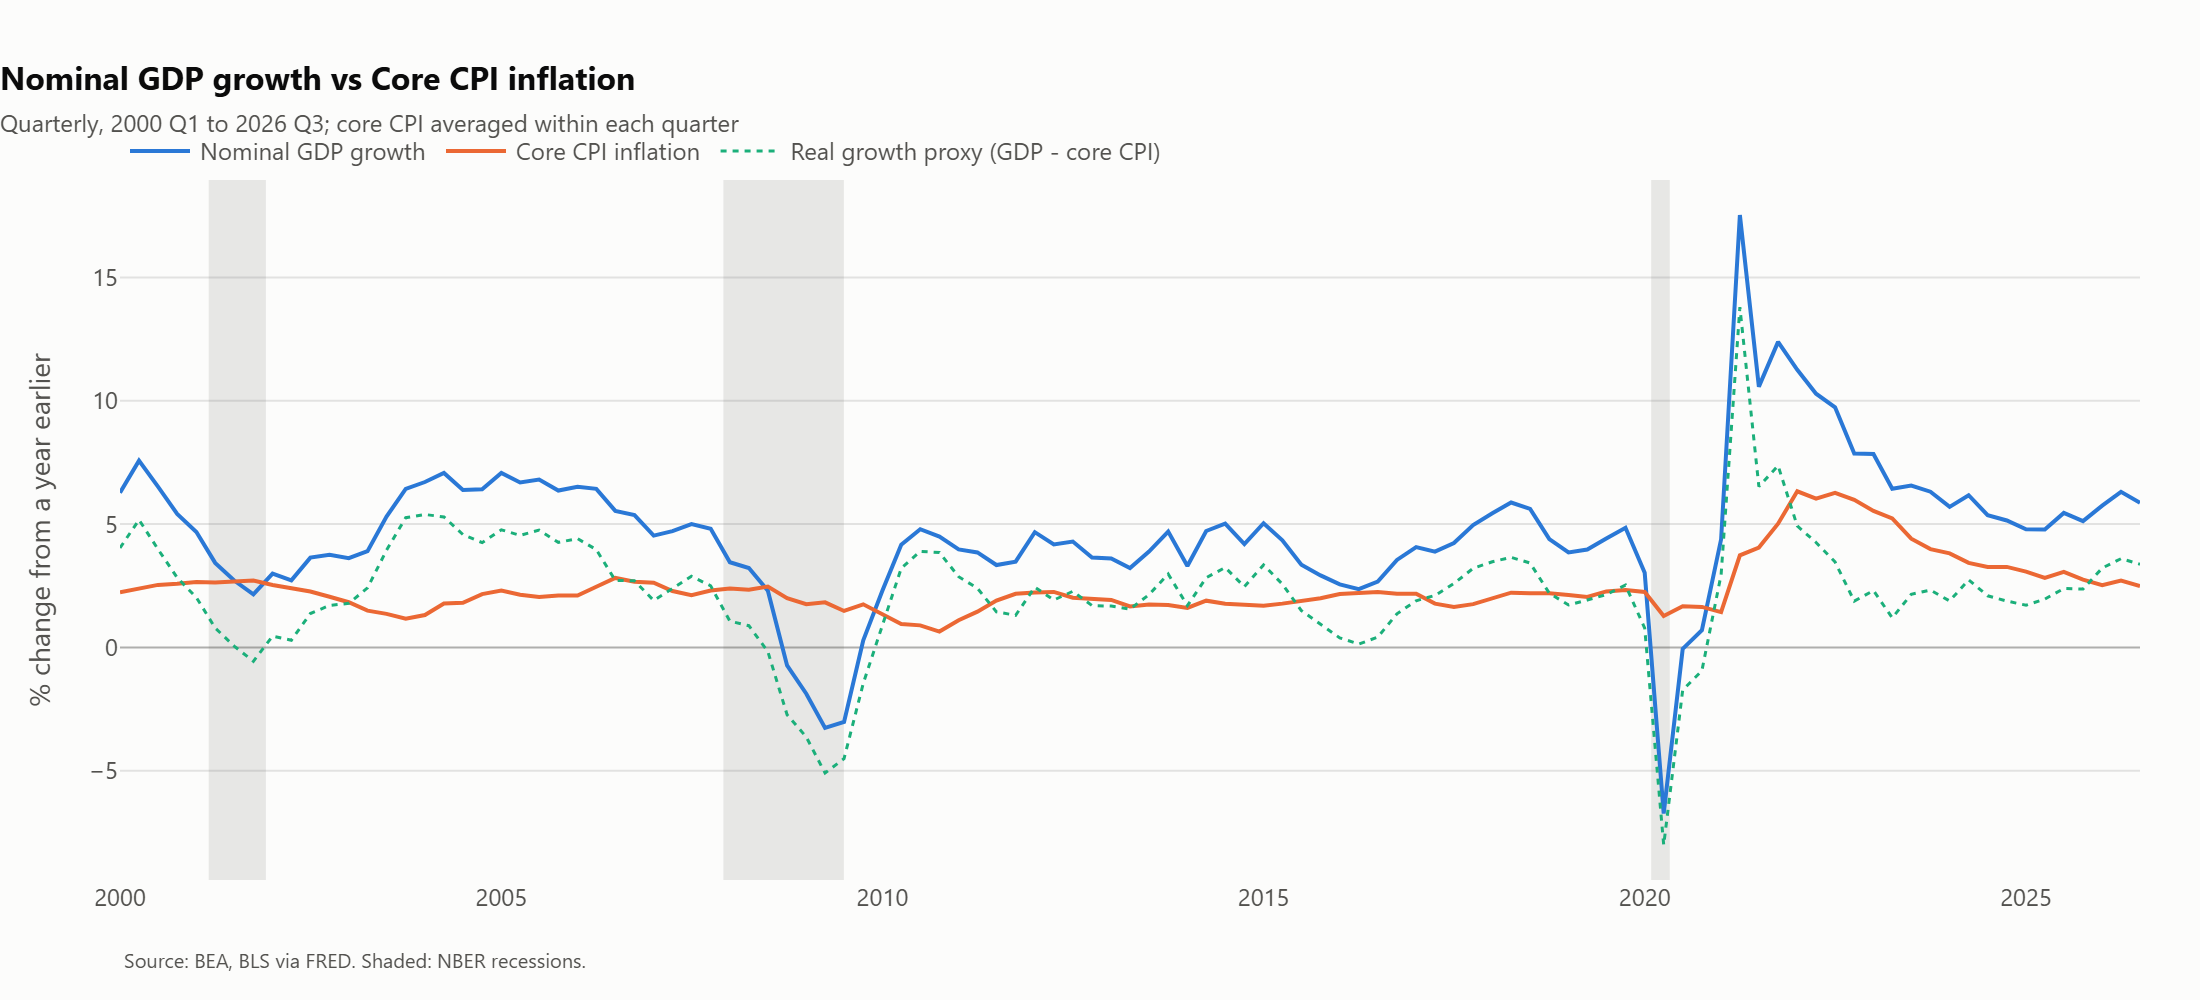 Nominal GDP growth vs Core CPI inflation
Quarterly, 2000 Q1 to 2026 Q3; core CPI averaged within each quarter
Nominal GDP growth Core CPI inflation Real growth proxy (GDP - core CPI)
% change from a year earlier
15
10
5
0
−5
2000 2005 2010 2015 2020 2025
Source: BEA, BLS via FRED. Shaded: NBER recessions.